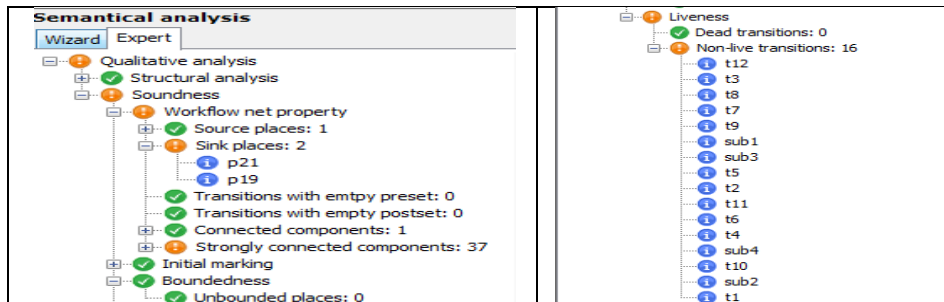 Semantical analysis
Wizard Expert
Qualitative analysis
Structural analysis
Soundness
Workflow net property
Source places: 1
Sink places: 2
p21
p19
Transitions with emtpy preset: 0
Transitions with empty postset: 0
Connected components: 1
Strongly connected components: 37
Initial marking
Boundedness
Unbounded places: 0
Liveness
Dead transitions: 0
Non-live transitions: 16
t12
t3
t8
t7
t9
sub1
sub3
t5
t2
t11
t6
t4
sub4
t10
sub2
t1